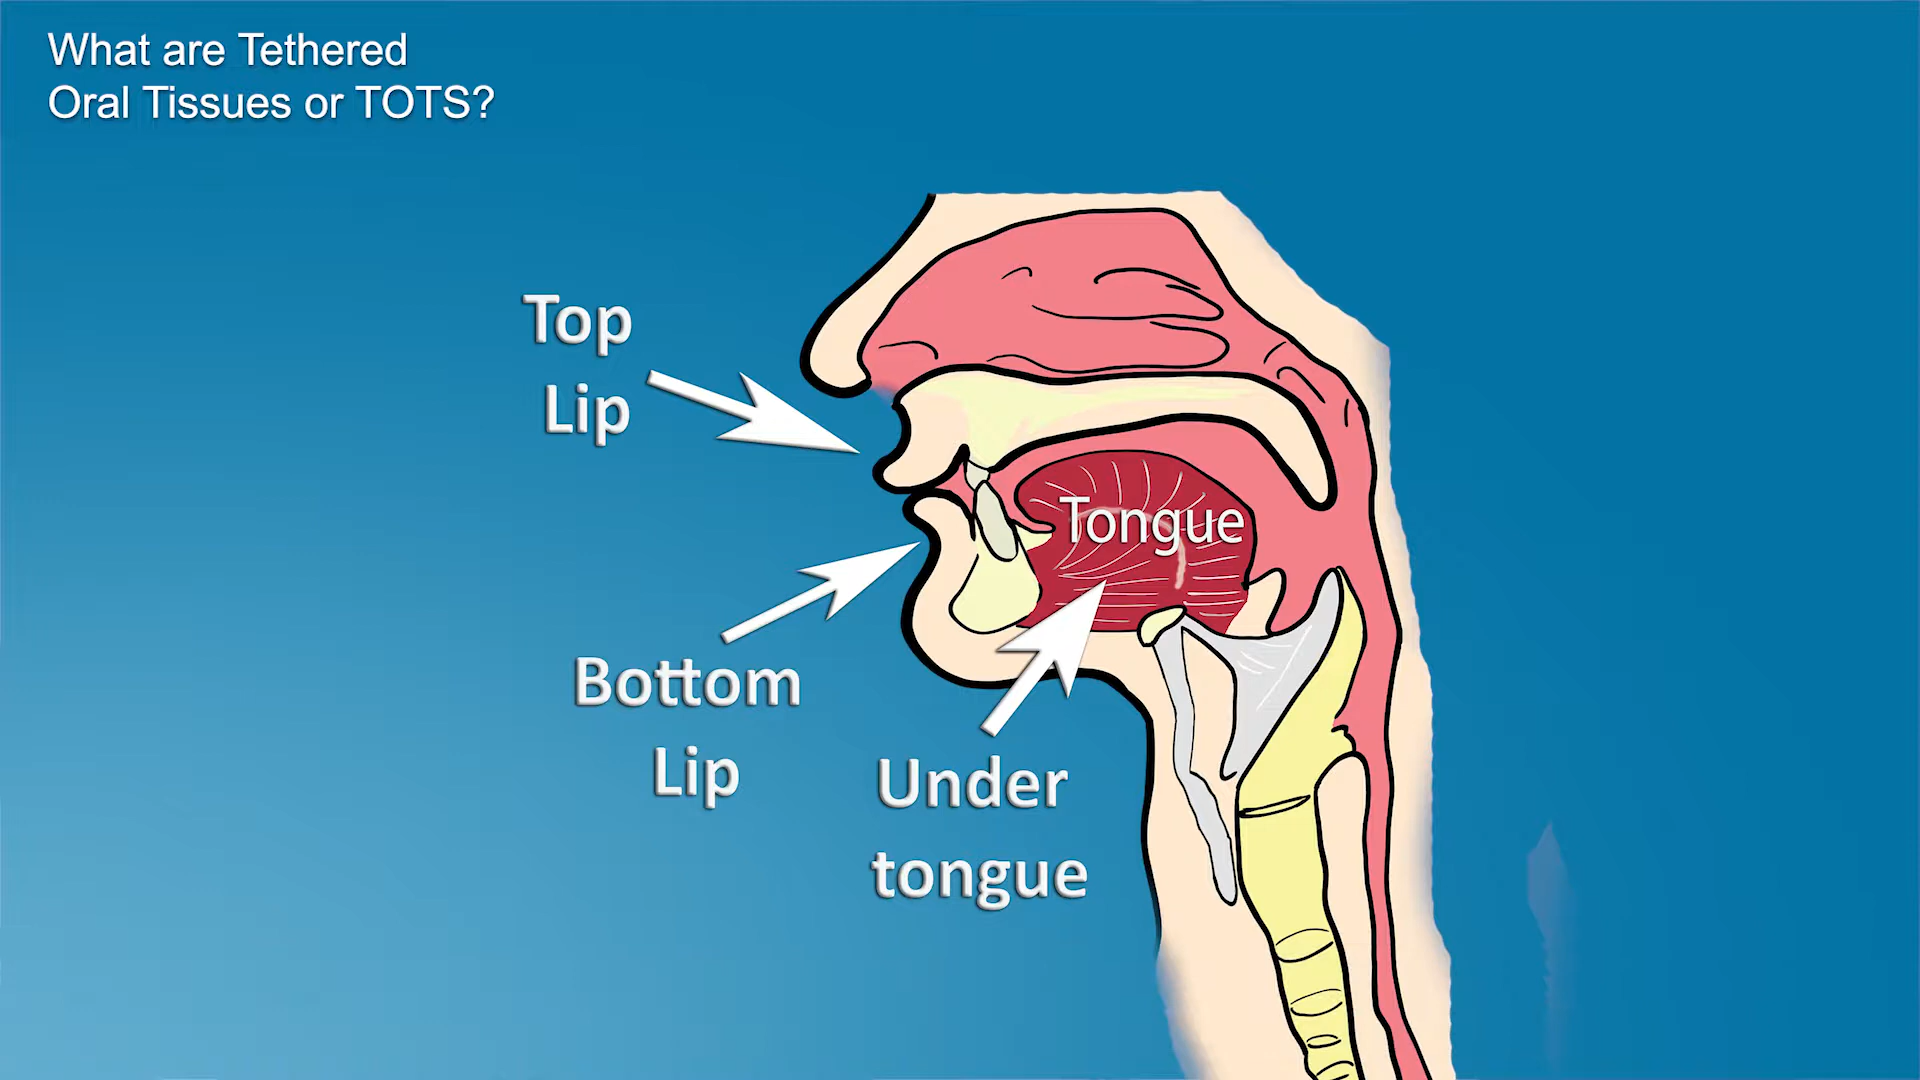 What are Tethered
Oral Tissues or TOTS?
Top
Lip
Tongue
Bottom
Lip
Under
tongue